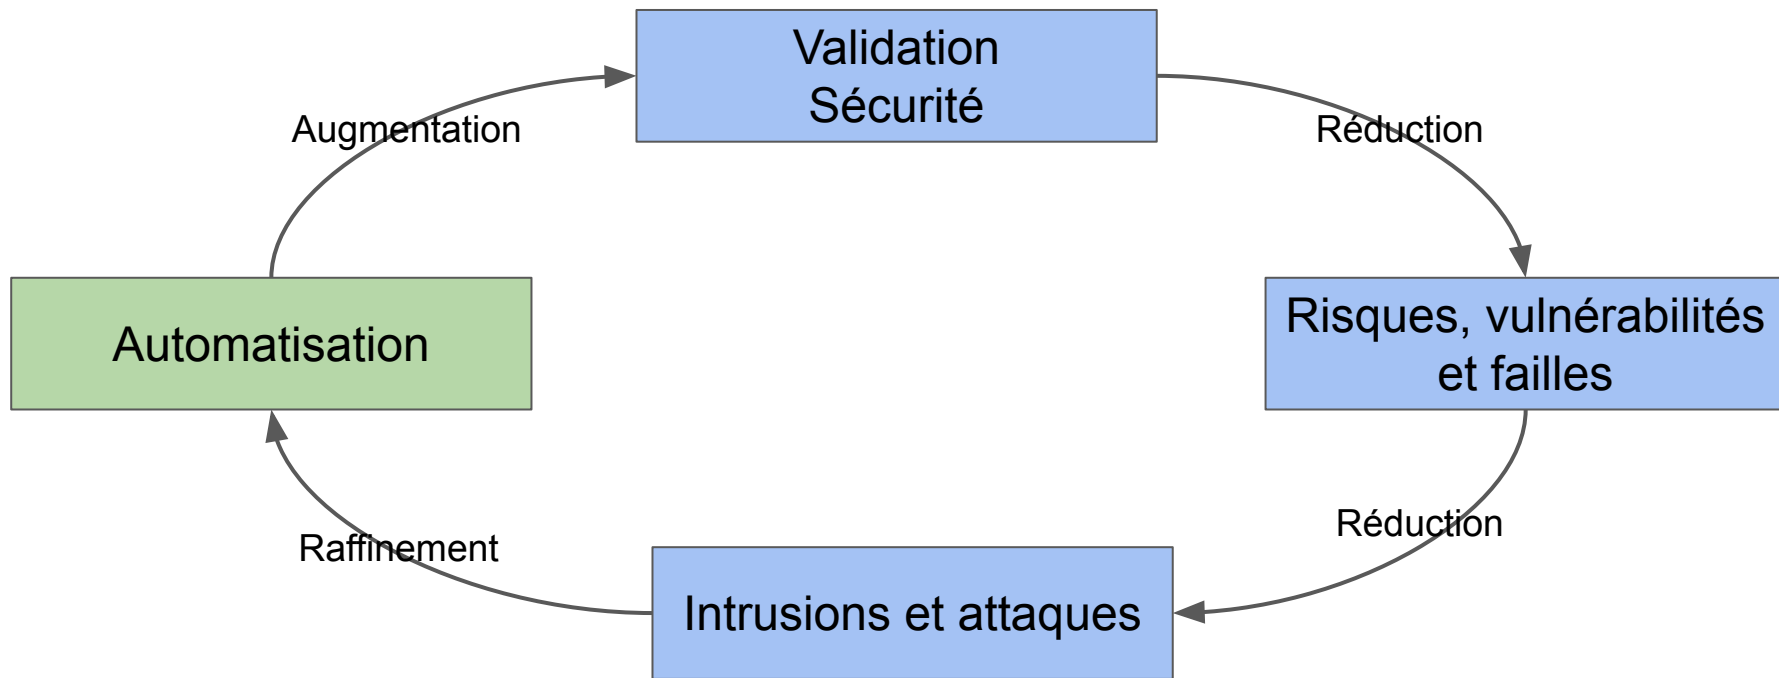 Validation
Sécurité
Augmentation
Réduction
Automatisation
Risques, vulnérabilités
et failles
Raffinement
Réduction
Intrusions et attaques